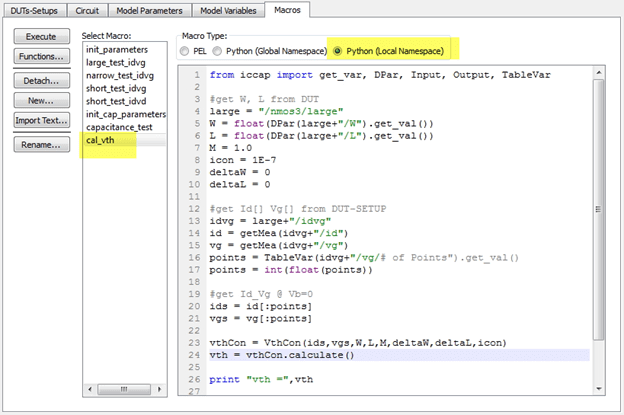 DUTs-Setups Circuit Model Parameters Model Variables Macros
Execute
Functions...
Detach...
New...
Import Text...
Rename...
Select Macro:
init_parameters
large_test_idvg
narrow_test_idvg
short_test_idvg
short_test_idvd
init_cap_parameters
capacitance_test
cal_vth
Macro Type:
PEL Python (Global Namespace) Python (Local Namespace)
1 from iccap import get_var, DPar, Input, Output, TableVar
2
3 #get W, L from DUT
4 large = "/nmos3/large"
5 W = float(DPar(large+"/W").get_val())
6 L = float(DPar(large+"/L").get_val())
7 M = 1.0
8 icon = 1E-7
9 deltaW = 0
10 deltaL = 0
11
12 #get Id[] Vg[] from DUT-SETUP
13 idvg = large+"/idvg"
14 id = getMea(idvg+"/id")
15 vg = getMea(idvg+"/vg")
16 points = TableVar(idvg+"/vg/# of Points").get_val()
17 points = int(float(points))
18
19 #get Id_Vg @ Vb=0
20 ids = id[:points]
21 vgs = vg[:points]
22
23 vthCon = VthCon(ids,vgs,W,L,M,deltaW,deltaL,icon)
24 vth = vthCon.calculate()
25
26 print "vth =",vth
27